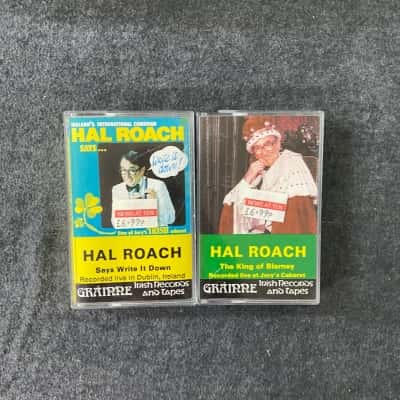 IRELAND'S INTERNATIONAL COMEDIAN
HAL ROACH
SAYS...
Write it
down!
live at Jury's IRISH cabaret
£6.99
HAL ROACH
Says Write It Down
Recorded live in Dublin, Ireland
GRÁINNE Irish Records
and Tapes
£6.99
HAL ROACH
The King of Blarney
Recorded live at Jury's Cabaret
GRÁINNE Irish Records
and Tapes